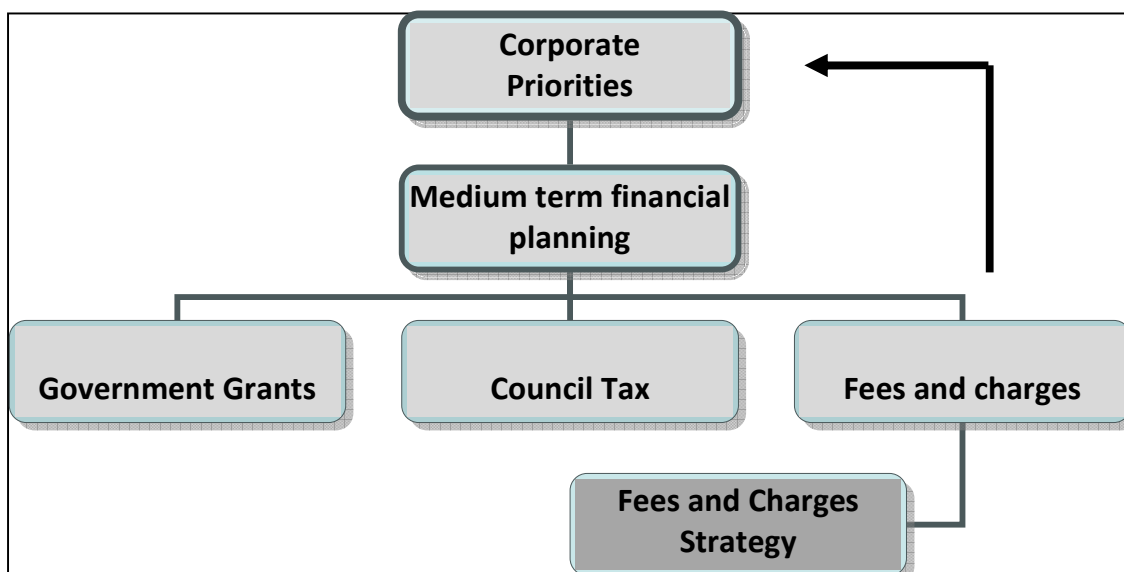 Corporate
Priorities
Medium term financial
planning
Government Grants
Council Tax
Fees and charges
Fees and Charges
Strategy